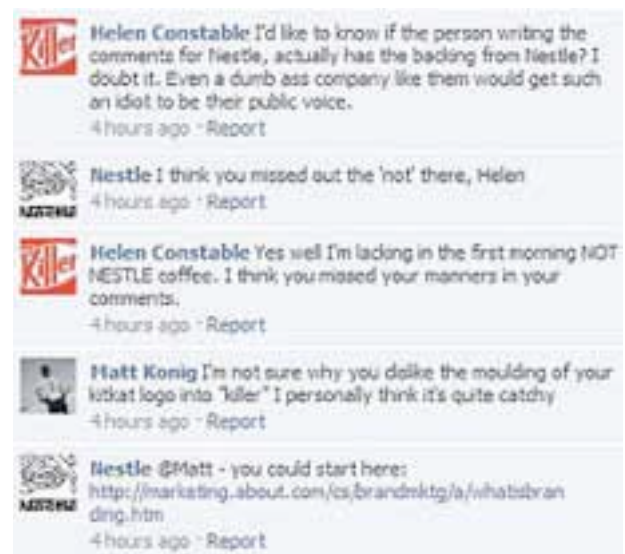 Killer
Helen Constable I'd like to know if the person writing the
comments for Nestle, actually has the backing from Nestle? I
doubt it. Even a dumb ass company like them would get such
an idiot to be their public voice.
4 hours ago · Report
Nestle I think you missed out the 'not' there, Helen
4 hours ago · Report
Killer
Helen Constable Yes well I'm lacking in the first morning NOT
NESTLE coffee. I think you missed your manners in your
comments.
4 hours ago · Report
Matt Konig I'm not sure why you dislike the moulding of your
kitkat logo into "killer" I personally think it's quite catchy
4 hours ago · Report
Nestle @Matt - you could start here:
http://marketing.about.com/cs/brandmktg/a/whatisbran
ding.htm
4 hours ago · Report